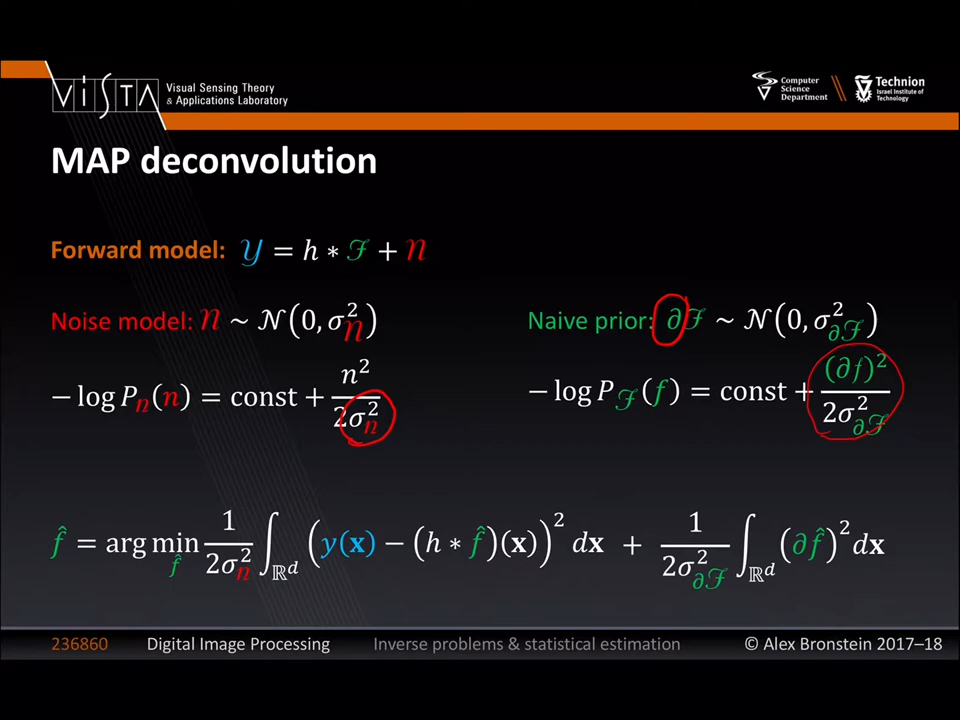 VISTA Visual Sensing Theory & Applications Laboratory
Computer Science Department
Technion Israel Institute of Technology
MAP deconvolution
Forward model: 𝒴 = h ∗ ℱ + 𝒩
Noise model: 𝒩 ~ 𝒩(0, σ²_𝒩)
Naive prior: ∂ℱ ~ 𝒩(0, σ²_∂ℱ)
− log P_n(n) = const + n² / 2σ²_n
− log P_ℱ(f) = const + (∂f)² / 2σ²_∂ℱ
f̂ = arg min_f̂ 1/2σ²_n ∫_ℝᵈ (y(𝐱) − (h ∗ f̂)(𝐱))² d𝐱 + 1/2σ²_∂ℱ ∫_ℝᵈ (∂f̂)² d𝐱
236860 Digital Image Processing Inverse problems & statistical estimation © Alex Bronstein 2017–18